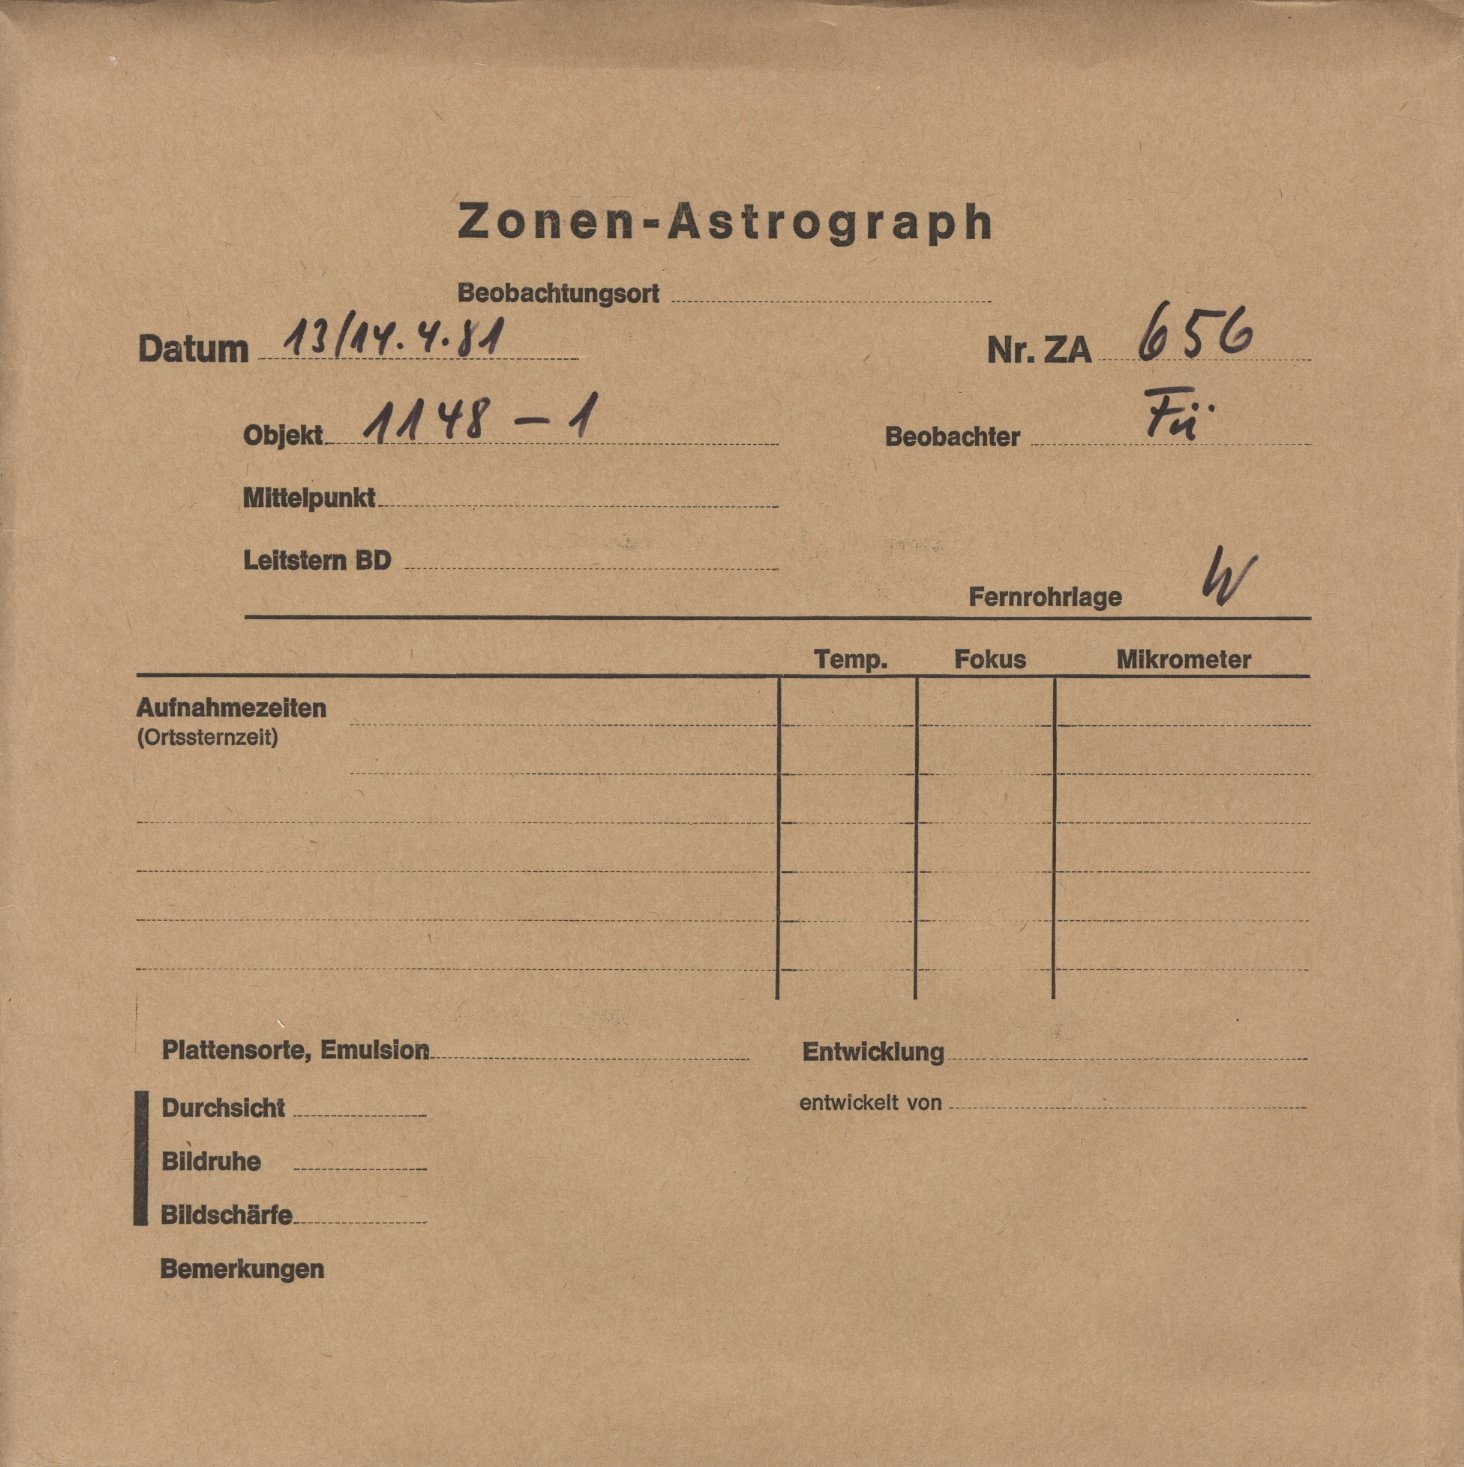 Zonen-Astrograph
Beobachtungsort
Datum 13/14.4.81 Nr. ZA 656
Objekt 1148 – 1 Beobachter Fü
Mittelpunkt
Leitstern BD
Fernrohrlage W
Temp. Fokus Mikrometer
Aufnahmezeiten
(Ortssternzeit)
Plattensorte, Emulsion Entwicklung
Durchsicht entwickelt von
Bildruhe
Bildschärfe
Bemerkungen